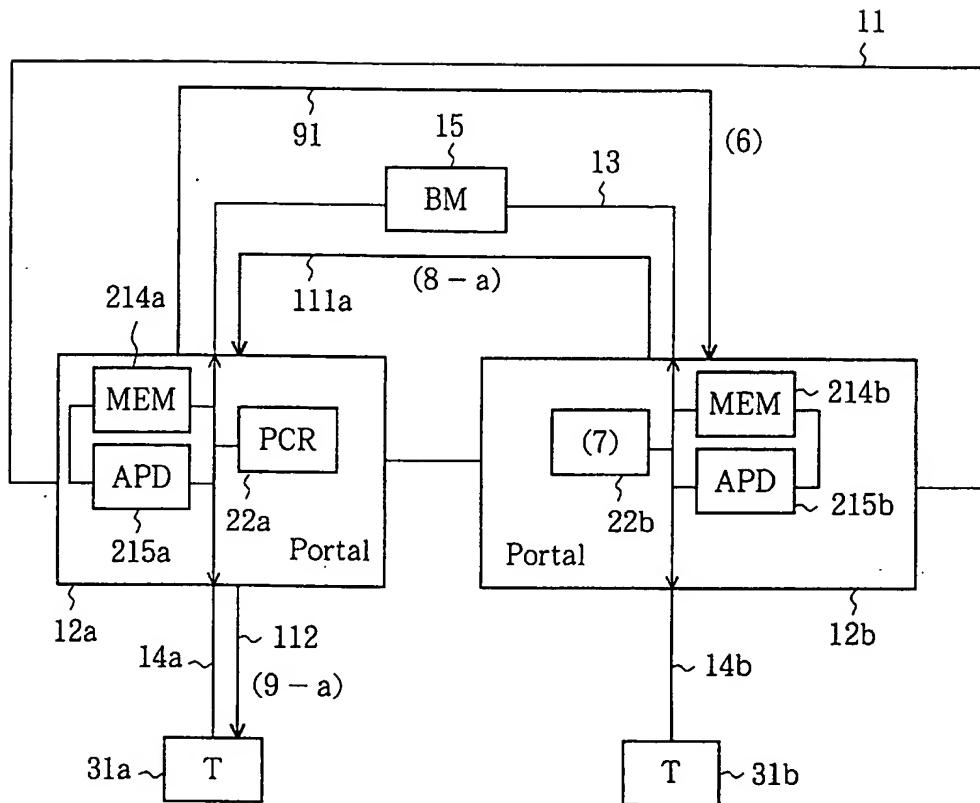 11
91
15
(6)
13
BM
(8 – a)
111a
214a
MEM
PCR
APD
215a
22a
Portal
MEM
214b
(7)
APD
22b
215b
Portal
12a
112
14a
(9 – a)
14b
12b
31a
T
T
31b